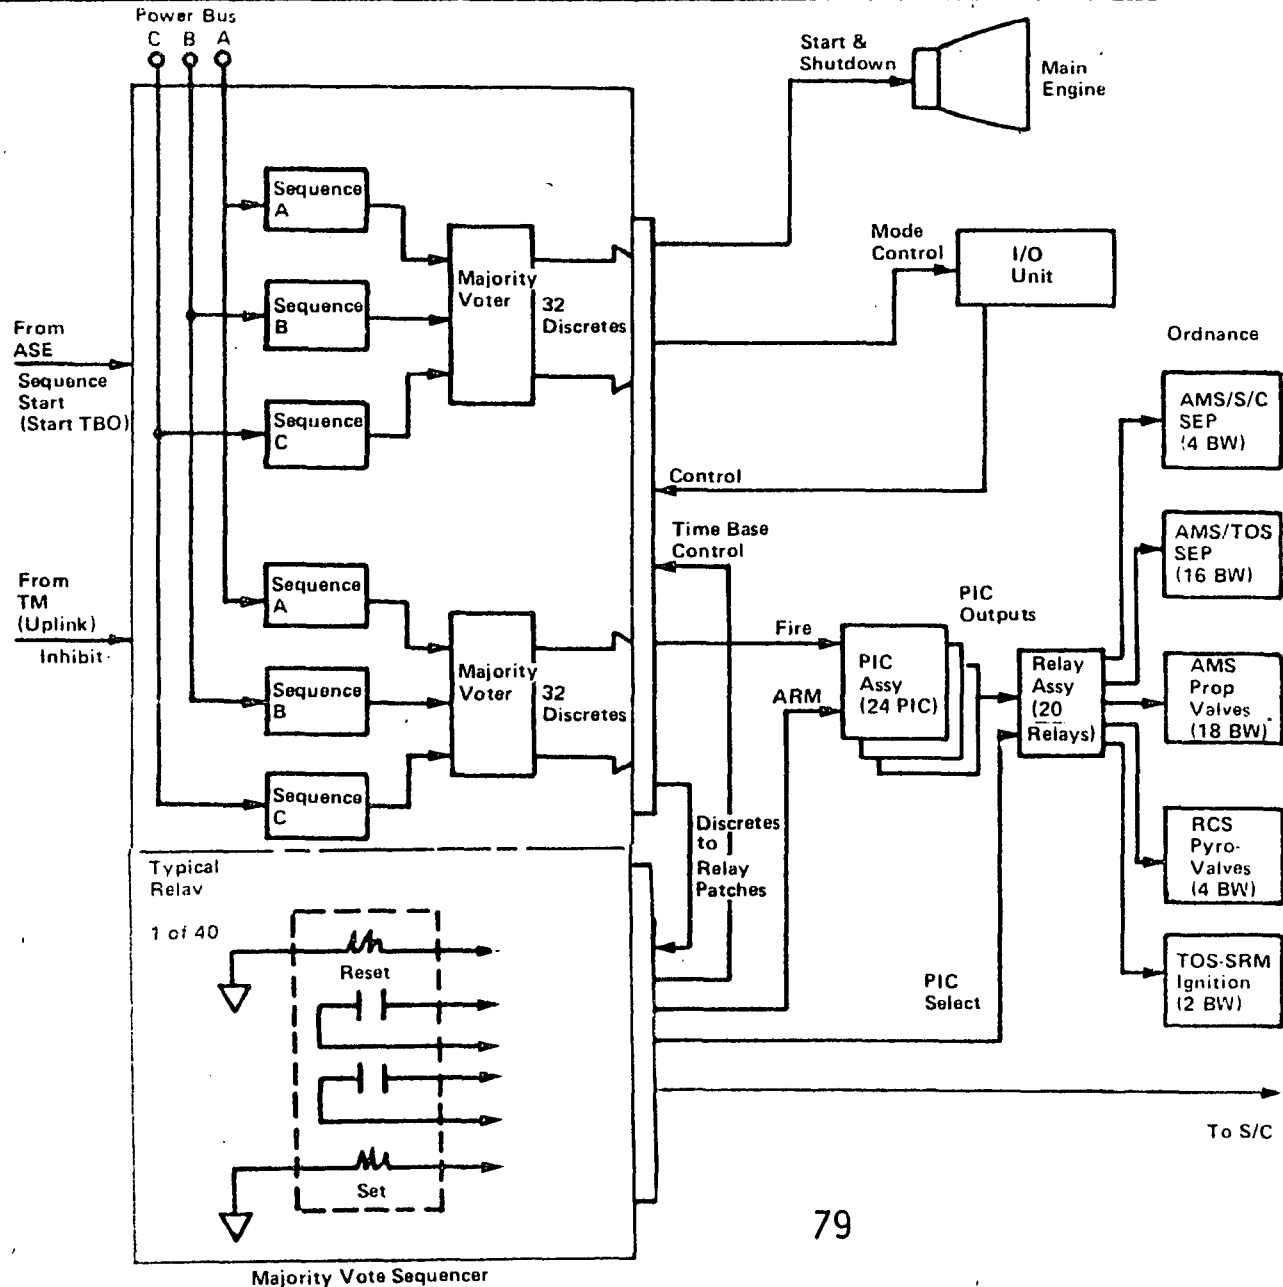 Power Bus
C B A
Start &
Shutdown
Main
Engine
Sequence
A
Sequence
B
Sequence
C
Majority
Voter
32
Discretes
Mode
Control
I/O
Unit
From
ASE
Sequence
Start
(Start TBO)
Control
Time Base
Control
Ordnance
AMS/S/C
SEP
(4 BW)
AMS/TOS
SEP
(16 BW)
AMS
Prop
Valves
(18 BW)
RCS
Pyro-
Valves
(4 BW)
TOS-SRM
Ignition
(2 BW)
From
TM
(Uplink)
Inhibit
Sequence
A
Sequence
B
Sequence
C
Majority
Voter
32
Discretes
Fire
ARM
PIC
Assy
(24 PIC)
PIC
Outputs
Relay
Assy
(20
Relays)
Discretes
to
Relay
Patches
PIC
Select
To S/C
Typical
Relay
1 of 40
Reset
Set
79
Majority Vote Sequencer